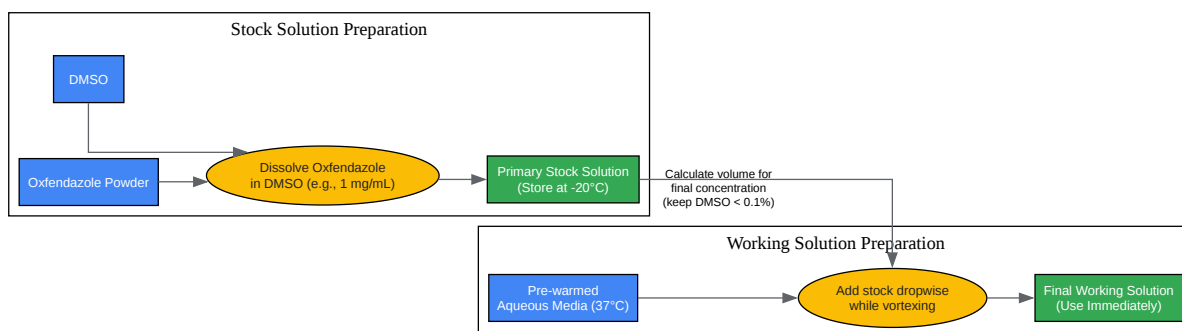 Stock Solution Preparation
DMSO
Oxfendazole Powder
Dissolve Oxfendazole
in DMSO (e.g., 1 mg/mL)
Primary Stock Solution
(Store at -20°C)
Calculate volume for
final concentration
(keep DMSO < 0.1%)
Working Solution Preparation
Pre-warmed
Aqueous Media (37°C)
Add stock dropwise
while vortexing
Final Working Solution
(Use Immediately)